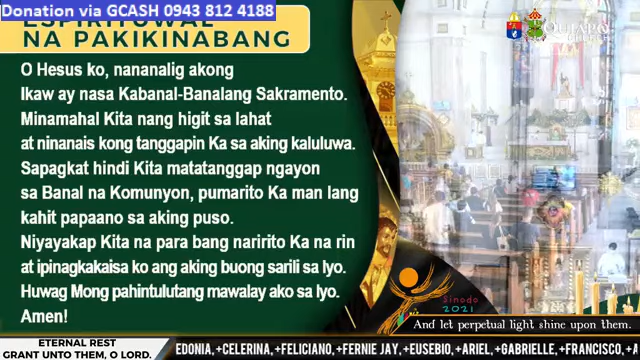 Donation via GCASH 0943 812 4188
ESPIRITUWAL
NA PAKIKINABANG
QUIAPO
CHURCH
O Hesus ko, nananalig akong
Ikaw ay nasa Kabanal-Banalang Sakramento.
Minamahal Kita nang higit sa lahat
at ninanais kong tanggapin Ka sa aking kaluluwa.
Sapagkat hindi Kita matatanggap ngayon
sa Banal na Komunyon, pumarito Ka man lang
kahit papaano sa aking puso.
Niyayakap Kita na para bang naririto Ka na rin
at ipinagkakaisa ko ang aking buong sarili sa Iyo.
Huwag Mong pahintulutang mawalay ako sa Iyo.
Amen!
Sinodo
2021
And let perpetual light shine upon them.
ETERNAL REST
GRANT UNTO THEM, O LORD.
EDONIA, +CELERINA, +FELICIANO, +FERNIE JAY, +EUSEBIO, +ARIEL, +GABRIELLE, +FRANCISCO, +